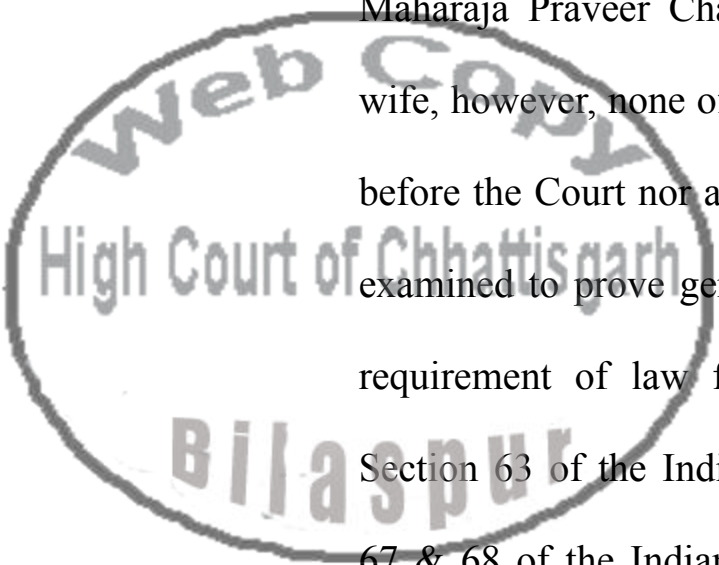 Maharaja Praveer Cha
Web Copy
wife, however, none of
before the Court nor a
High Court of Chhattisgarh
examined to prove ge
requirement of law f
Bilaspur
Section 63 of the Indi
67 & 68 of the Indian